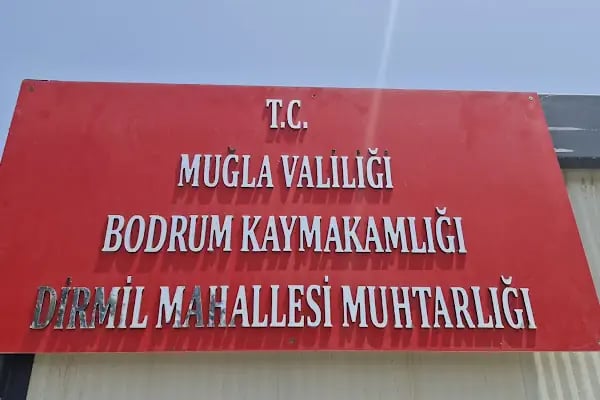 T.C.
MUĞLA VALİLİĞİ
BODRUM KAYMAKAMLIĞI
DİRMİL MAHALLESİ MUHTARLIĞI